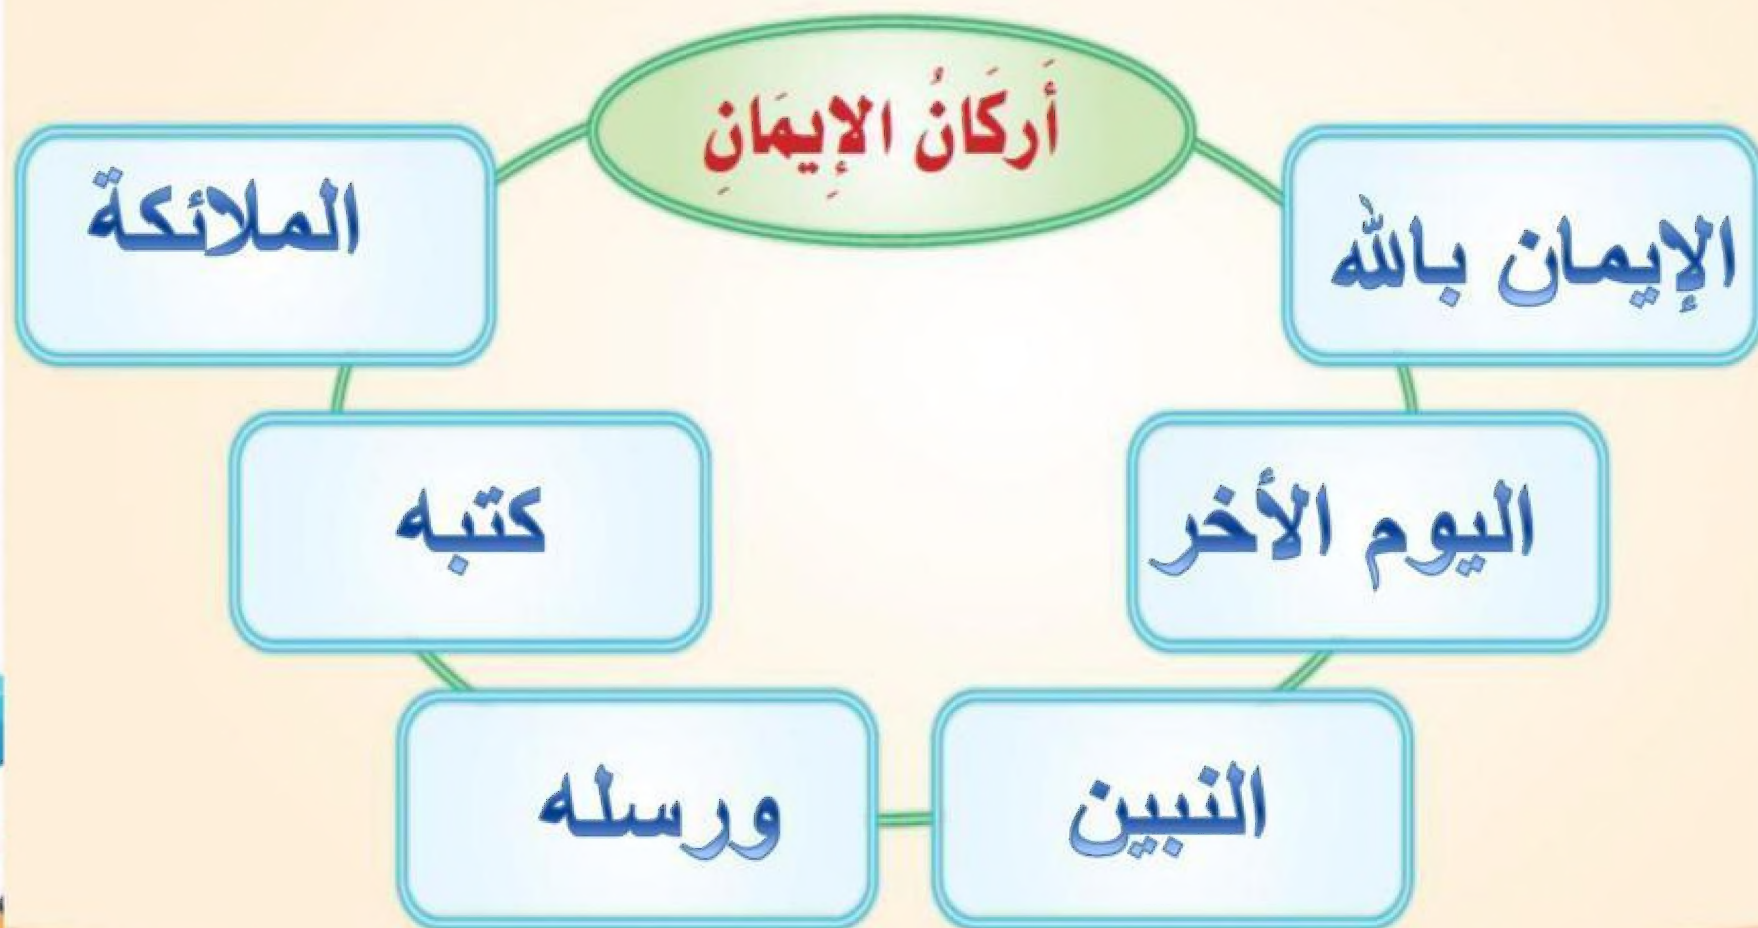 أَركَانُ الإِيمَانِ
الإيمان بالله
الملائكة
اليوم الأخر
كتبه
النبين
ورسله